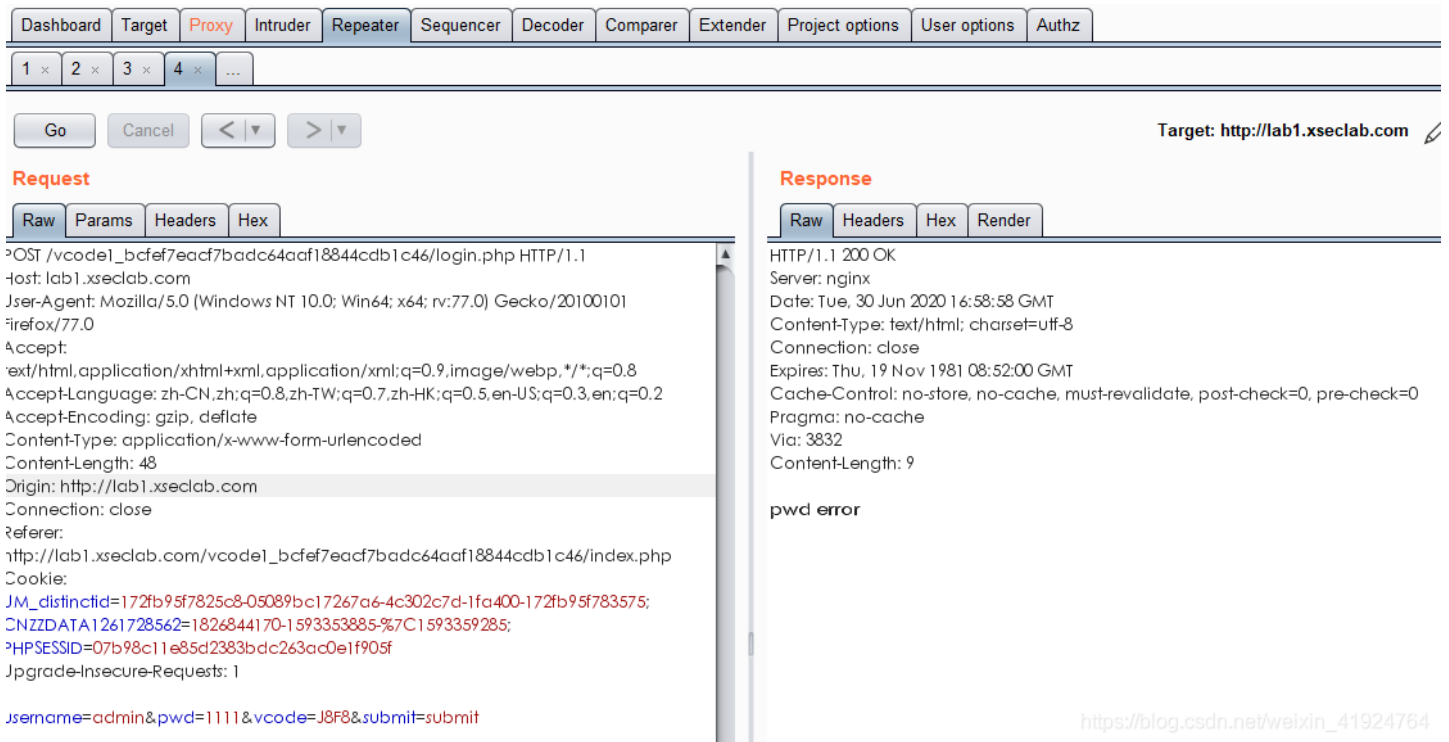 Dashboard Target Proxy Intruder Repeater Sequencer Decoder Comparer Extender Project options User options Authz
1 × 2 × 3 × 4 × ...
Go Cancel < ▼ > ▼ Target: http://lab1.xseclab.com
Request
Raw Params Headers Hex
POST /vcode1_bcfef7eacf7badc64aaf18844cdb1c46/login.php HTTP/1.1
Host: lab1.xseclab.com
User-Agent: Mozilla/5.0 (Windows NT 10.0; Win64; x64; rv:77.0) Gecko/20100101
Firefox/77.0
Accept:
text/html,application/xhtml+xml,application/xml;q=0.9,image/webp,*/*;q=0.8
Accept-Language: zh-CN,zh;q=0.8,zh-TW;q=0.7,zh-HK;q=0.5,en-US;q=0.3,en;q=0.2
Accept-Encoding: gzip, deflate
Content-Type: application/x-www-form-urlencoded
Content-Length: 48
Origin: http://lab1.xseclab.com
Connection: close
Referer:
http://lab1.xseclab.com/vcode1_bcfef7eacf7badc64aaf18844cdb1c46/index.php
Cookie:
UM_distinctid=172fb95f7825c8-05089bc17267a6-4c302c7d-1fa400-172fb95f783575;
CNZZDATA1261728562=1826844170-1593353885-%7C1593359285;
PHPSESSID=07b98c11e85d2383bdc263ac0e1f905f
Upgrade-Insecure-Requests: 1
username=admin&pwd=1111&vcode=J8F8&submit=submit
Response
Raw Headers Hex Render
HTTP/1.1 200 OK
Server: nginx
Date: Tue, 30 Jun 2020 16:58:58 GMT
Content-Type: text/html; charset=utf-8
Connection: close
Expires: Thu, 19 Nov 1981 08:52:00 GMT
Cache-Control: no-store, no-cache, must-revalidate, post-check=0, pre-check=0
Pragma: no-cache
Via: 3832
Content-Length: 9
pwd error
https://blog.csdn.net/weixin_41924764